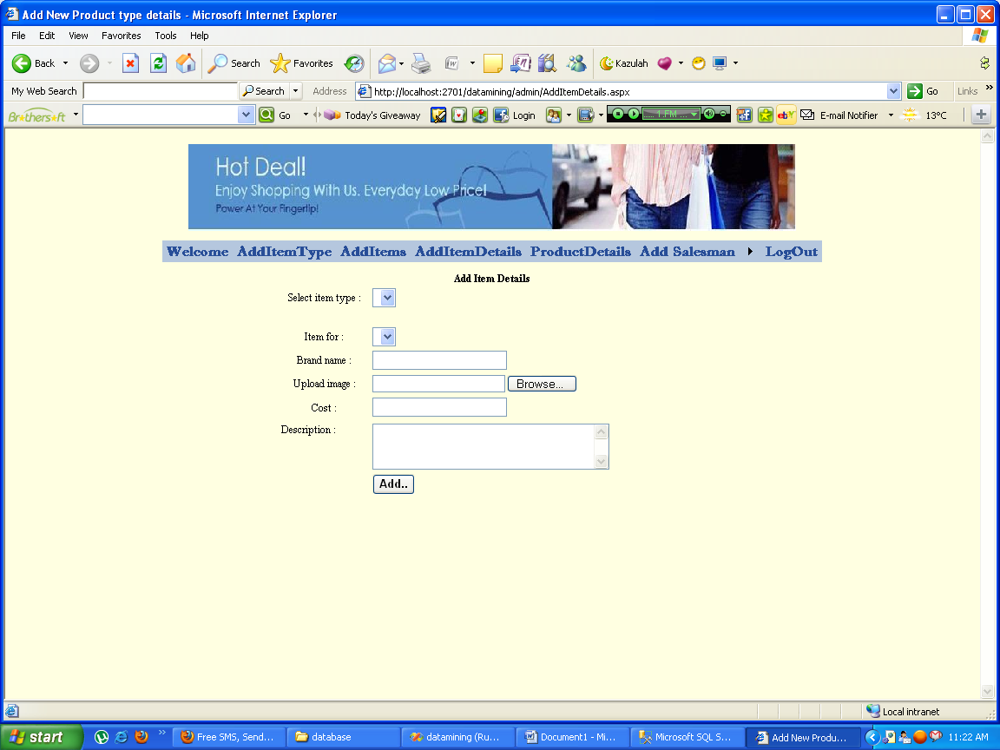 Add New Product type details - Microsoft Internet Explorer
File Edit View Favorites Tools Help
Back Search Favorites Kazulah
My Web Search Search Address http://localhost:2701/datamining/admin/AddItemDetails.aspx Go Links »
Br thersoft Go Today's Giveaway Login 1.FM ebY E-mail Notifier 13°C
Hot Deal!
Enjoy Shopping With Us. Everyday Low Price!
Power At Your Fingertip!
Welcome AddItemType AddItems AddItemDetails ProductDetails Add Salesman LogOut
Add Item Details
Select item type :
Item for :
Brand name :
Upload image : Browse...
Cost :
Description :
Add..
Local intranet
start » Free SMS, Send... database datamining (Ru... Document1 - Mi... Microsoft SQL S... Add New Produ... 11:22 AM